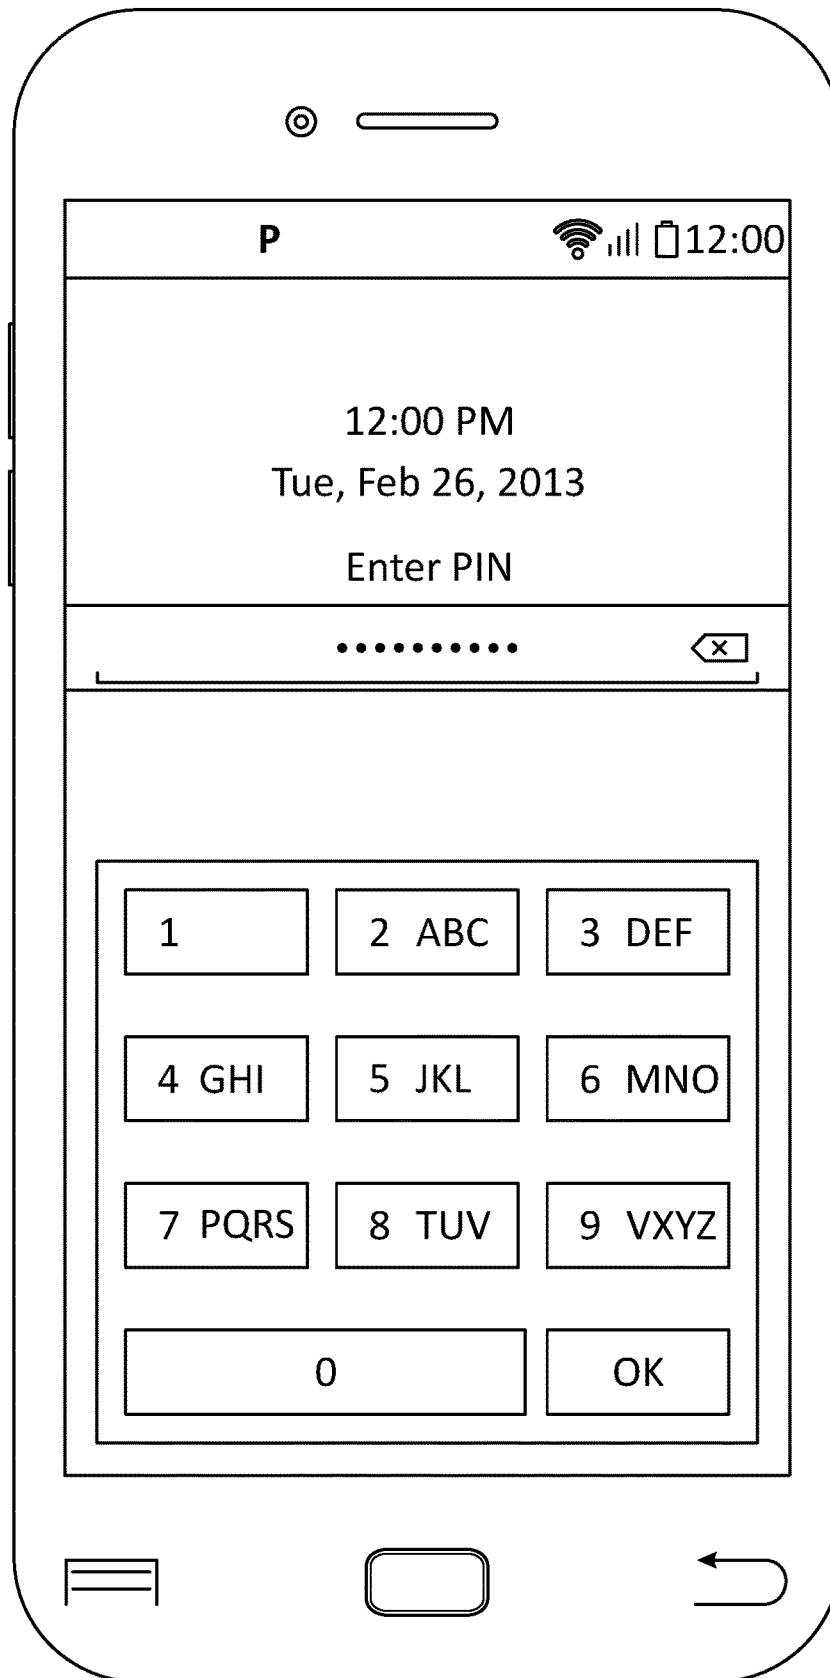 P 12:00
12:00 PM
Tue, Feb 26, 2013
Enter PIN
1 2 ABC 3 DEF
4 GHI 5 JKL 6 MNO
7 PQRS 8 TUV 9 VXYZ
0 OK